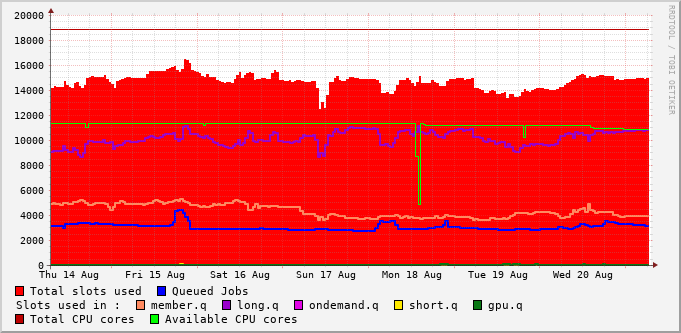 20000
18000
16000
14000
12000
10000
8000
6000
4000
2000
0
Thu 14 Aug Fri 15 Aug Sat 16 Aug Sun 17 Aug Mon 18 Aug Tue 19 Aug Wed 20 Aug
Total slots used Queued Jobs
Slots used in : member.q long.q ondemand.q short.q gpu.q
Total CPU cores Available CPU cores
RRDTOOL / TOBI OETIKER